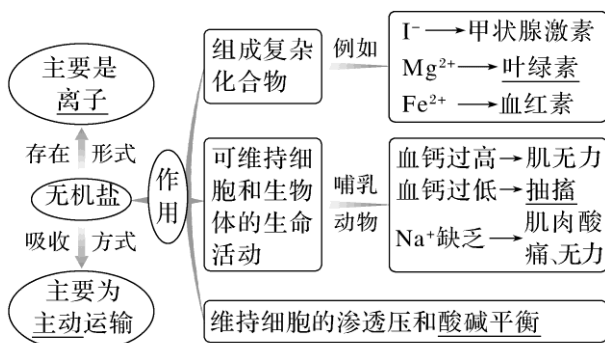 主要是
离子
存在 形式
无机盐
吸收 方式
主要为
主动运输
作用
组成复杂
化合物
例如
I⁻→甲状腺激素
Mg²⁺→叶绿素
Fe²⁺→血红素
可维持细
胞和生物
体的生命
活动
哺乳
动物
血钙过高→肌无力
血钙过低→抽搐
Na⁺缺乏→肌肉酸
痛、无力
维持细胞的渗透压和酸碱平衡